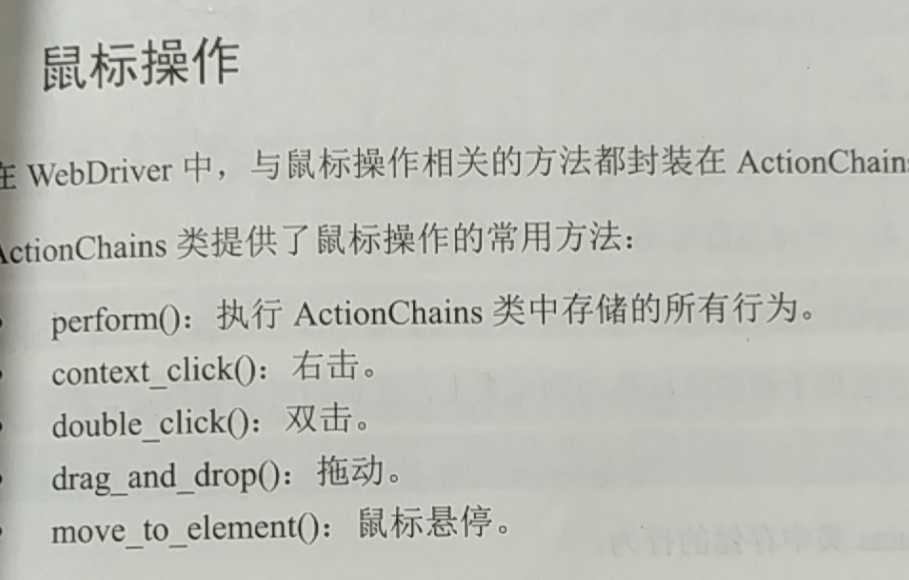 鼠标操作
在 WebDriver 中，与鼠标操作相关的方法都封装在 ActionChains
ActionChains 类提供了鼠标操作的常用方法：
perform()：执行 ActionChains 类中存储的所有行为。
context_click()：右击。
double_click()：双击。
drag_and_drop()：拖动。
move_to_element()：鼠标悬停。